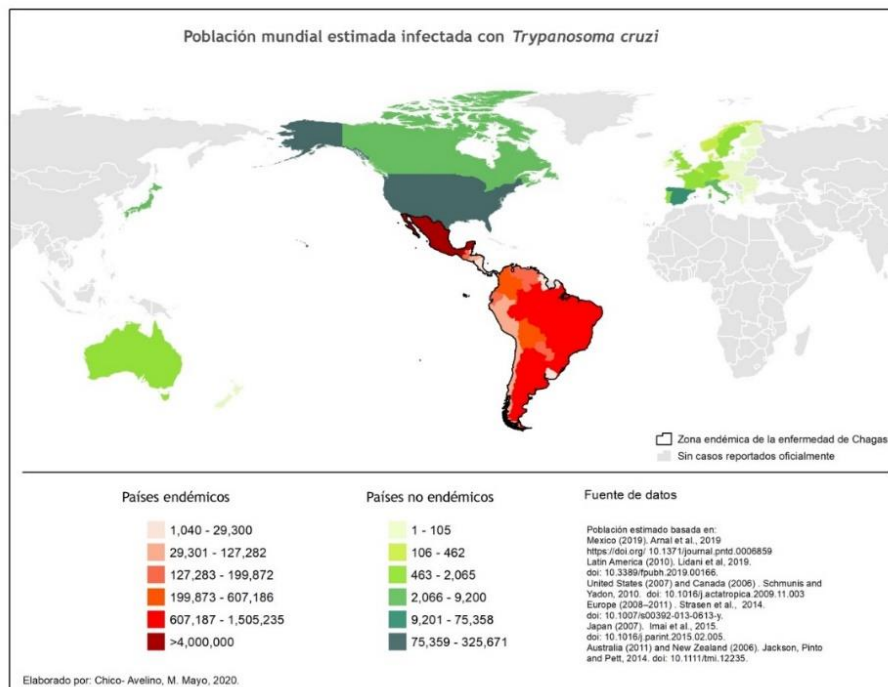 Población mundial estimada infectada con Trypanosoma cruzi
Zona endémica de la enfermedad de Chagas
Sin casos reportados oficialmente
Países endémicos
1,040 - 29,300
29,301 - 127,282
127,283 - 199,872
199,873 - 607,186
607,187 - 1,505,235
>4,000,000
Países no endémicos
1 - 105
106 - 462
463 - 2,065
2,066 - 9,200
9,201 - 75,358
75,359 - 325,671
Fuente de datos
Población estimado basada en:
Mexico (2019). Arnal et al., 2019
https://doi.org/ 10.1371/journal.pntd.0006859
Latin America (2010). Lidani et al, 2019.
doi: 10.3389/fpubh.2019.00166.
United States (2007) and Canada (2006) . Schmunis and
Yadon, 2010. doi: 10.1016/j.actatropica.2009.11.003
Europe (2008–2011) . Strasen et al., 2014.
doi: 10.1007/s00392-013-0613-y.
Japan (2007). Imai et al., 2015.
doi: 10.1016/j.parint.2015.02.005.
Australia (2011) and New Zealand (2006). Jackson, Pinto
and Pett, 2014. doi: 10.1111/tmi.12235.
Elaborado por: Chico- Avelino, M. Mayo, 2020.